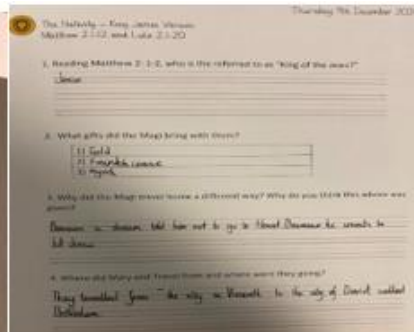 Thursday 9th December 202
The Nativity – King James Version
Matthew 2:1-12 and Luke 2:1-20
1. Reading Matthew 2: 1-2, who is the referred to as "King of the Jews?"
Jesus
2. What gifts did the Magi bring with them?
1) Gold
2) Frankincense
3) Myrrh
3. Why did the Magi travel home a different way? Why do you think this advice was given?
Because a dream told him not to go to Herod Because he wants to kill Jesus
4. Where did Mary and travel from and where were they going?
They travelled from the city of Nazareth to the city of David called
Bethlehem